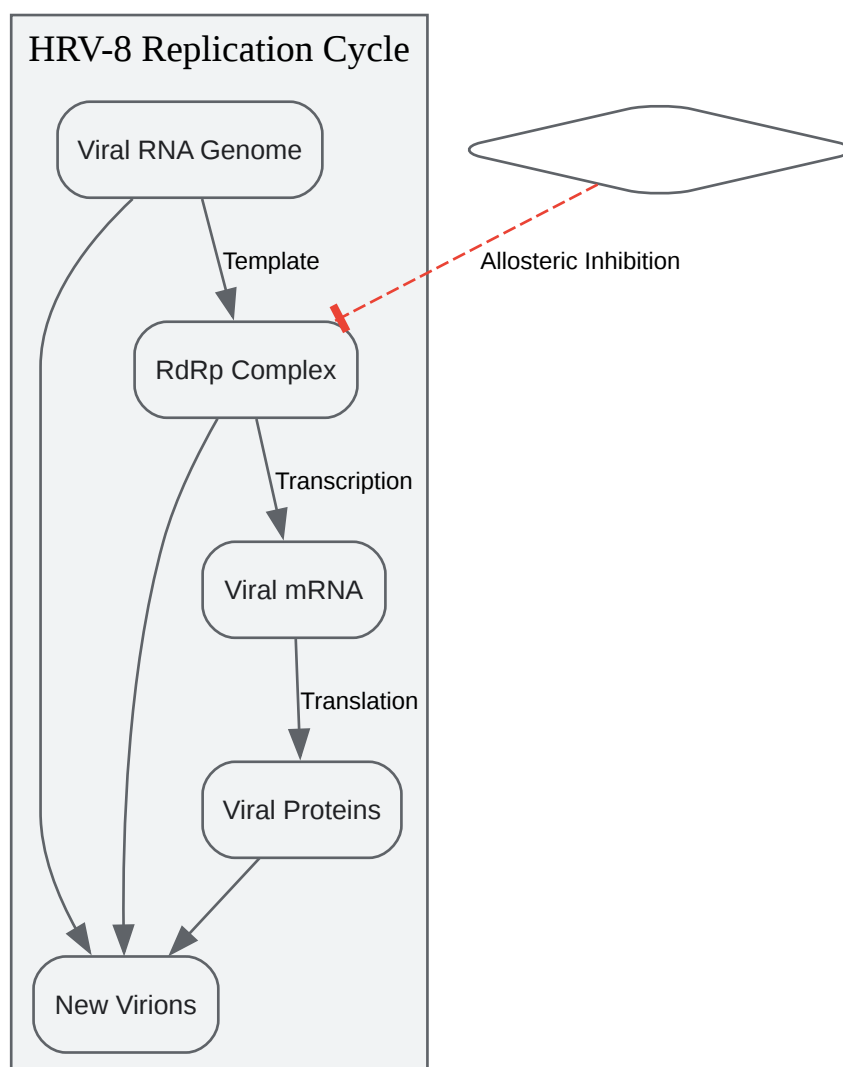 HRV-8 Replication Cycle
Viral RNA Genome
Template
Allosteric Inhibition
RdRp Complex
Transcription
Viral mRNA
Translation
Viral Proteins
New Virions